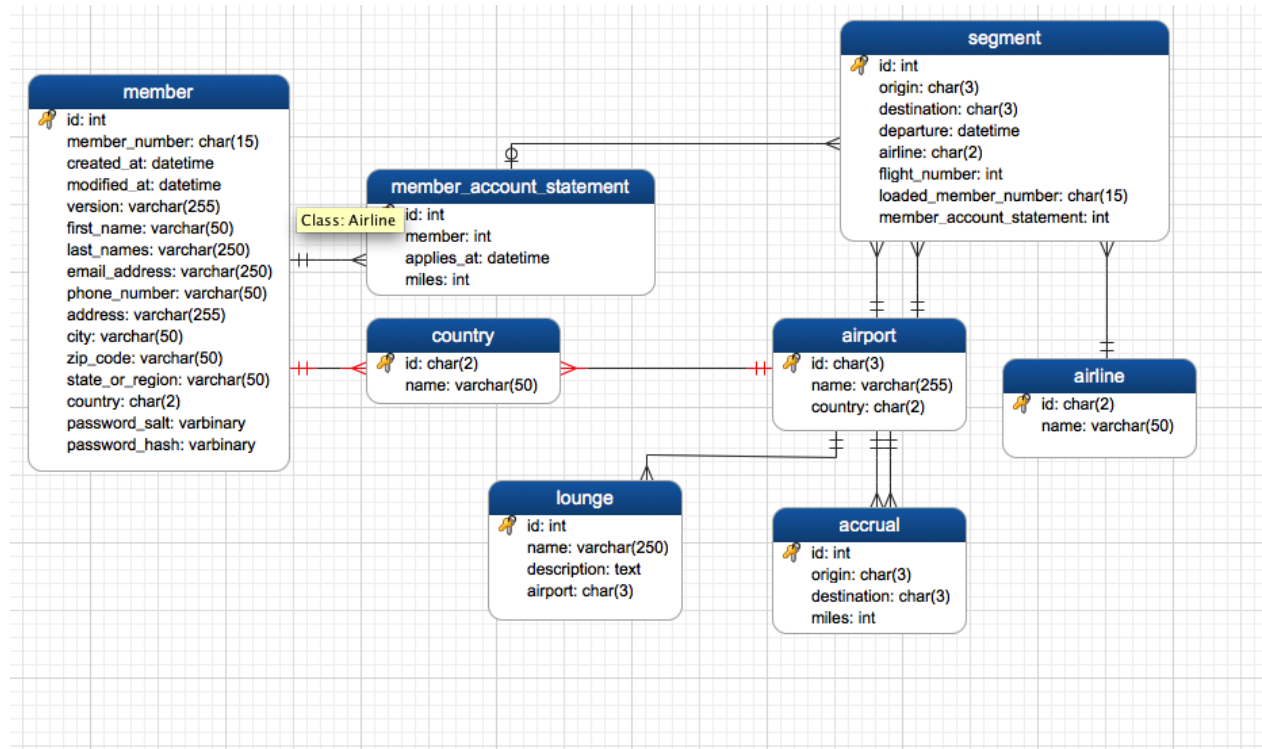 member
id: int
member_number: char(15)
created_at: datetime
modified_at: datetime
version: varchar(255)
first_name: varchar(50)
last_names: varchar(250)
email_address: varchar(250)
phone_number: varchar(50)
address: varchar(255)
city: varchar(50)
zip_code: varchar(50)
state_or_region: varchar(50)
country: char(2)
password_salt: varbinary
password_hash: varbinary
Class: Airline
member_account_statement
id: int
member: int
applies_at: datetime
miles: int
country
id: char(2)
name: varchar(50)
segment
id: int
origin: char(3)
destination: char(3)
departure: datetime
airline: char(2)
flight_number: int
loaded_member_number: char(15)
member_account_statement: int
airport
id: char(3)
name: varchar(255)
country: char(2)
airline
id: char(2)
name: varchar(50)
lounge
id: int
name: varchar(250)
description: text
airport: char(3)
accrual
id: int
origin: char(3)
destination: char(3)
miles: int